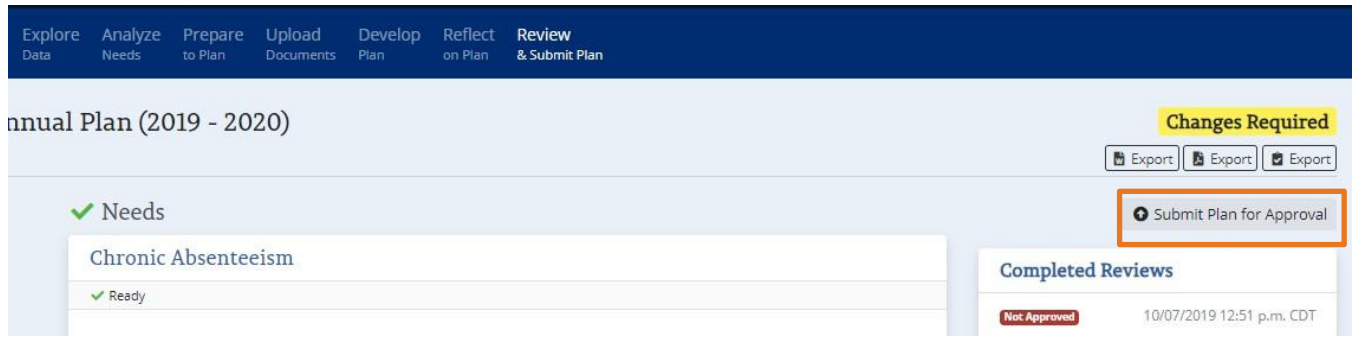 Explore Analyze Prepare Upload Develop Reflect Review
Data Needs to Plan Documents Plan on Plan & Submit Plan
nnual Plan (2019 - 2020)
Changes Required
Export Export Export
Needs
Submit Plan for Approval
Chronic Absenteeism
Ready
Completed Reviews
Not Approved 10/07/2019 12:51 p.m. CDT